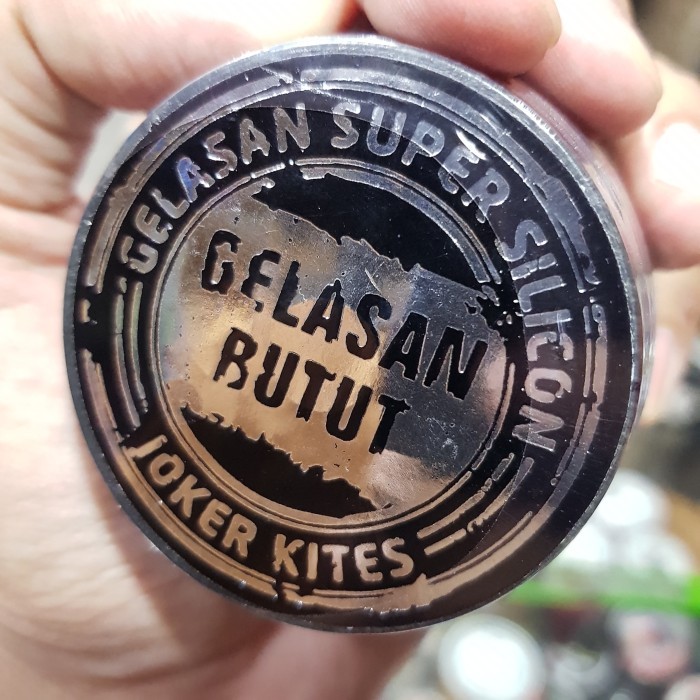 GELASAN SUPER SILICON
GELASAN
BUTUT
JOKER KITES